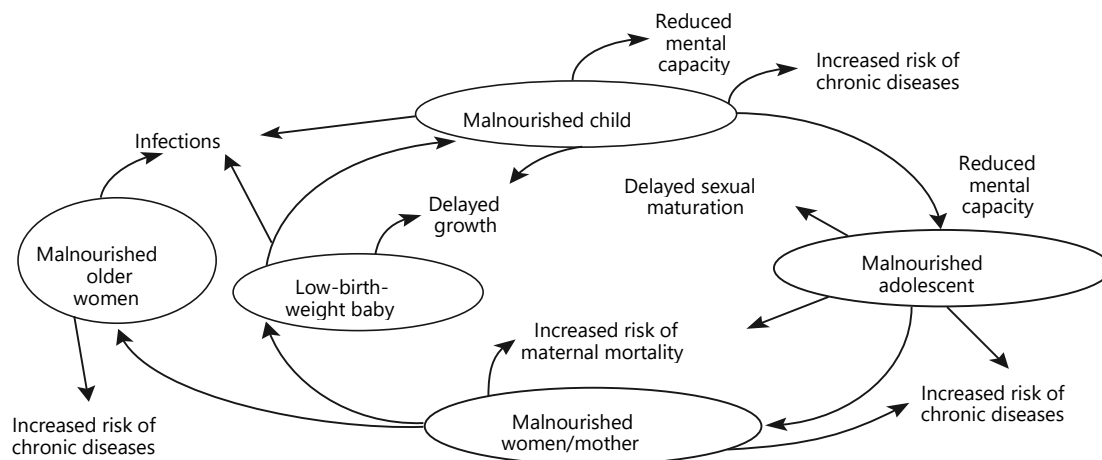 Reduced
mental
capacity
Increased risk of
chronic diseases
Malnourished child
Infections
Delayed sexual
maturation
Reduced
mental
capacity
Delayed
growth
Malnourished
older
women
Low-birth-
weight baby
Malnourished
adolescent
Increased risk of
maternal mortality
Increased risk of
chronic diseases
Increased risk of
chronic diseases
Malnourished
women/mother